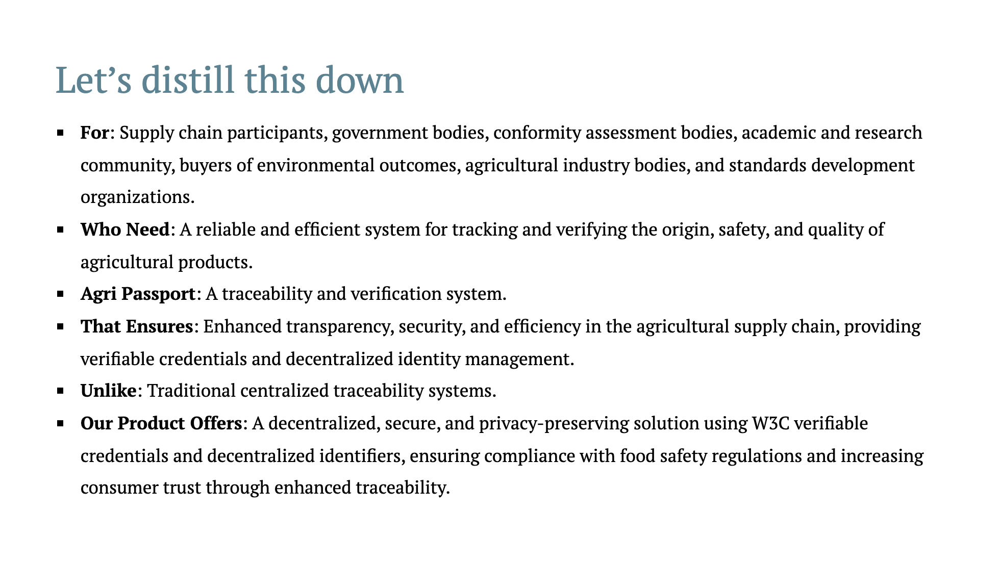 Let’s distill this down
▪ For: Supply chain participants, government bodies, conformity assessment bodies, academic and research
community, buyers of environmental outcomes, agricultural industry bodies, and standards development
organizations.
▪ Who Need: A reliable and efficient system for tracking and verifying the origin, safety, and quality of
agricultural products.
▪ Agri Passport: A traceability and verification system.
▪ That Ensures: Enhanced transparency, security, and efficiency in the agricultural supply chain, providing
verifiable credentials and decentralized identity management.
▪ Unlike: Traditional centralized traceability systems.
▪ Our Product Offers: A decentralized, secure, and privacy-preserving solution using W3C verifiable
credentials and decentralized identifiers, ensuring compliance with food safety regulations and increasing
consumer trust through enhanced traceability.